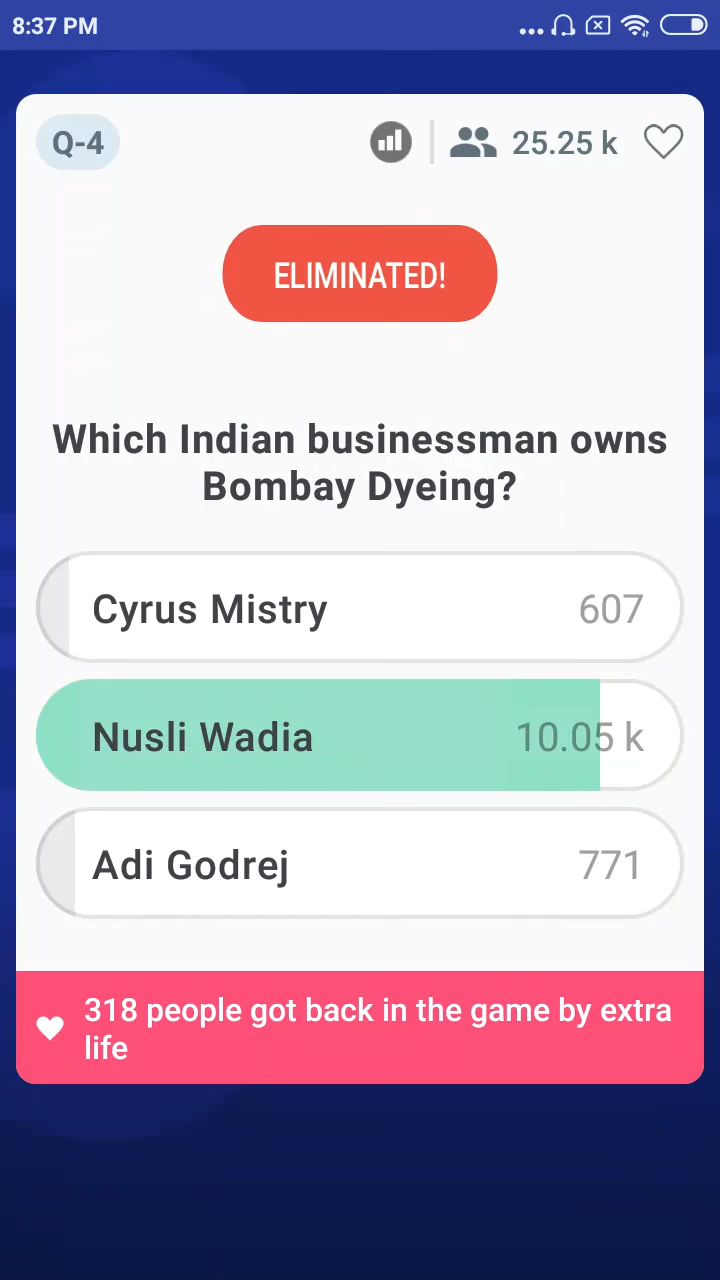 8:37 PM
Q-4
25.25 k
ELIMINATED!
Which Indian businessman owns
Bombay Dyeing?
Cyrus Mistry 607
Nusli Wadia 10.05 k
Adi Godrej 771
318 people got back in the game by extra
life